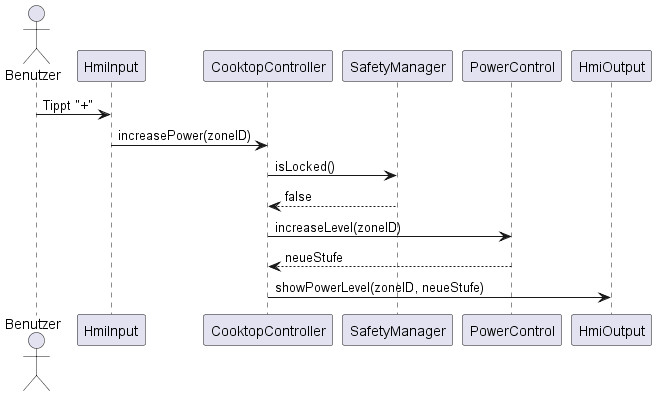 Benutzer
HmiInput
CooktopController
SafetyManager
PowerControl
HmiOutput
Tippt "+"
increasePower(zoneID)
isLocked()
false
increaseLevel(zoneID)
neueStufe
showPowerLevel(zoneID, neueStufe)
Benutzer
HmiInput
CooktopController
SafetyManager
PowerControl
HmiOutput